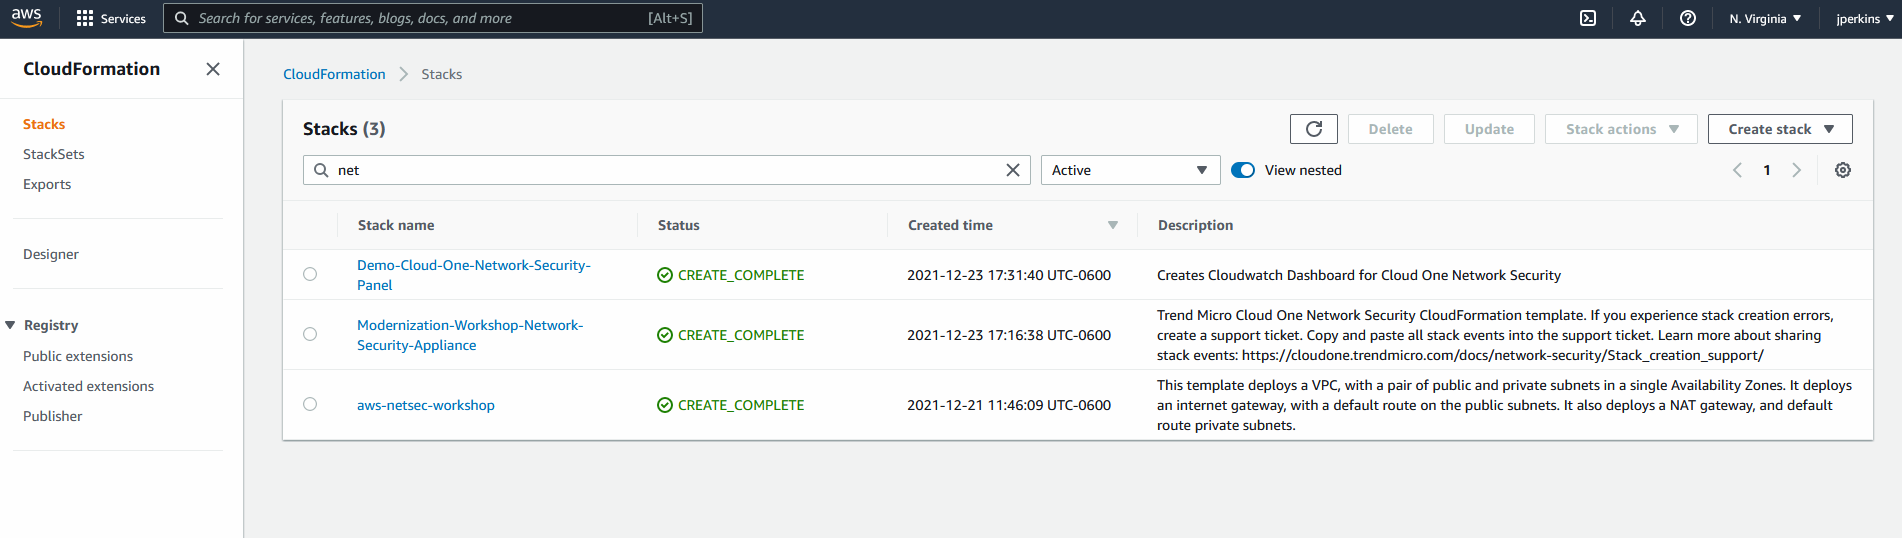 aws
Services
Search for services, features, blogs, docs, and more
[Alt+S]
N. Virginia
jperkins
CloudFormation
Stacks
StackSets
Exports
Designer
Registry
Public extensions
Activated extensions
Publisher
CloudFormation
Stacks
Stacks (3)
Delete
Update
Stack actions
Create stack
net
Active
View nested
1
Stack name
Status
Created time
Description
Demo-Cloud-One-Network-Security-
Panel
CREATE_COMPLETE
2021-12-23 17:31:40 UTC-0600
Creates Cloudwatch Dashboard for Cloud One Network Security
Modernization-Workshop-Network-
Security-Appliance
CREATE_COMPLETE
2021-12-23 17:16:38 UTC-0600
Trend Micro Cloud One Network Security CloudFormation template. If you experience stack creation errors,
create a support ticket. Copy and paste all stack events into the support ticket. Learn more about sharing
stack events: https://cloudone.trendmicro.com/docs/network-security/Stack_creation_support/
aws-netsec-workshop
CREATE_COMPLETE
2021-12-21 11:46:09 UTC-0600
This template deploys a VPC, with a pair of public and private subnets in a single Availability Zones. It deploys
an internet gateway, with a default route on the public subnets. It also deploys a NAT gateway, and default
route private subnets.